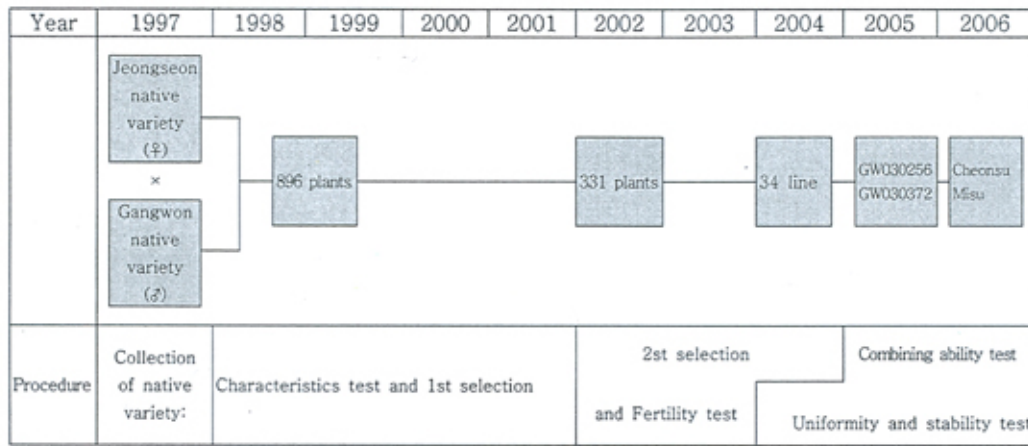 Year 1997 1998 1999 2000 2001 2002 2003 2004 2005 2006
Jeongseon
native
variety
(♀)
×
Gangwon
native
variety
(♂)
896 plants
331 plants
34 line
GW030256
GW030372
Cheonsu
Misu
Procedure
Collection
of native
variety:
Characteristics test and 1st selection
2st selection
and Fertility test
Combining ability test
Uniformity and stability test